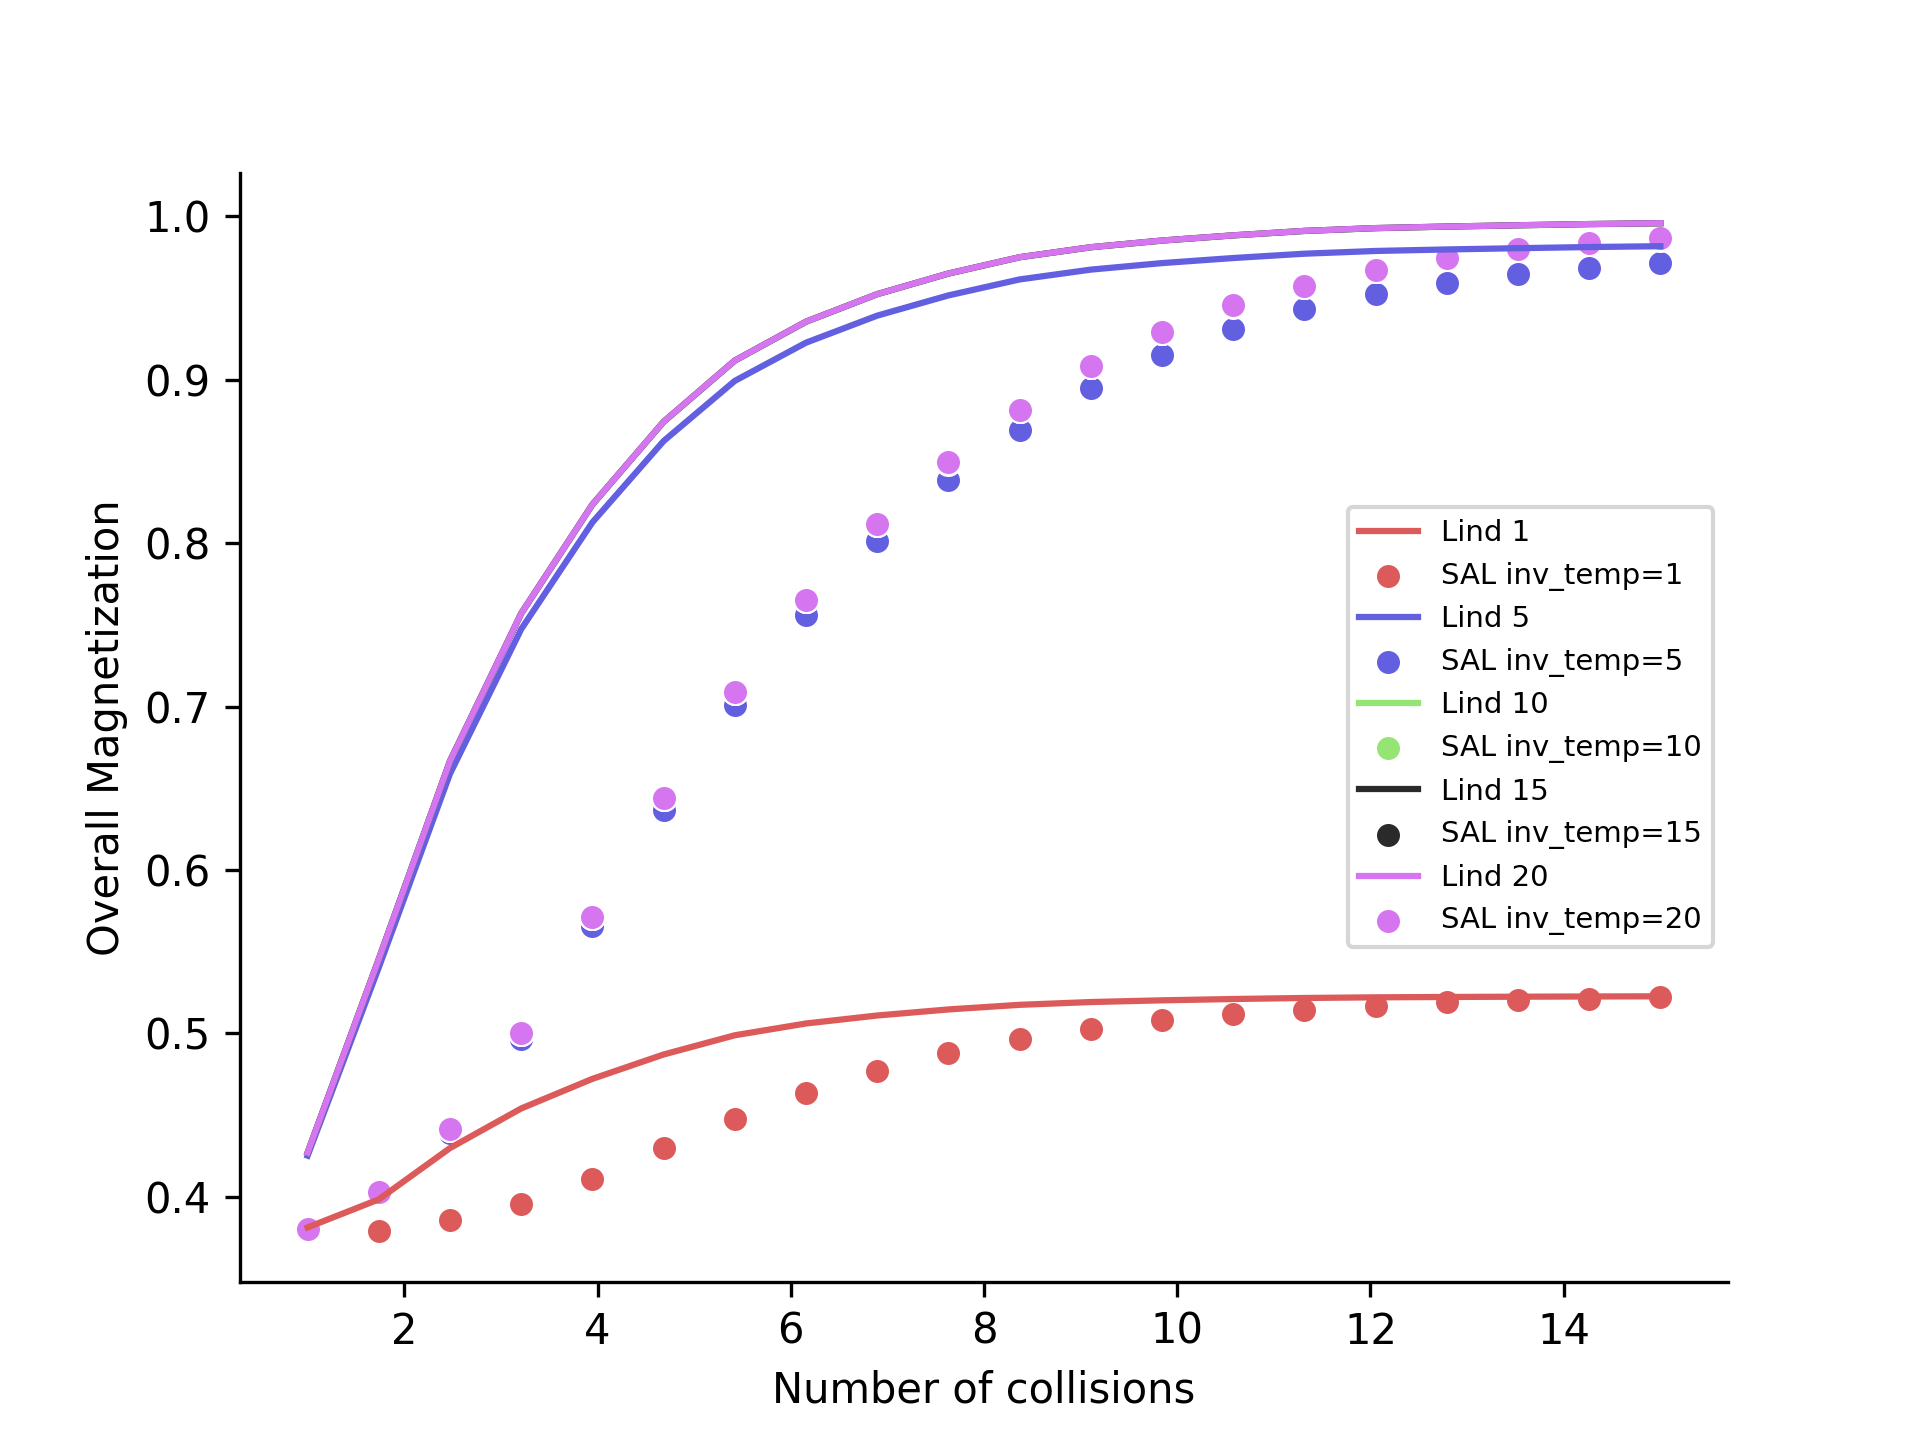 1.0
0.9
0.8
0.7
0.6
0.5
0.4
Overall Magnetization
Lind 1
SAL inv_temp=1
Lind 5
SAL inv_temp=5
Lind 10
SAL inv_temp=10
Lind 15
SAL inv_temp=15
Lind 20
SAL inv_temp=20
2 4 6 8 10 12 14
Number of collisions